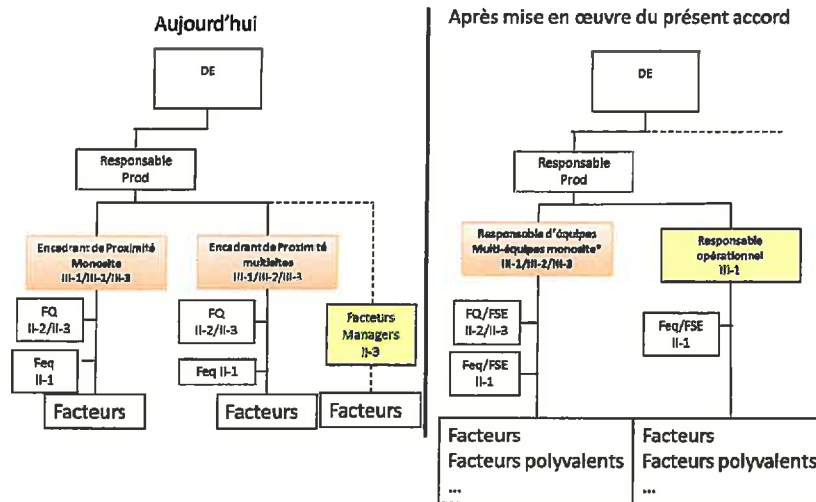 Aujourd'hui
DE
Responsable
Prod
Encadrant de Proximité
Monosite
III-1/III-2/III-3
Encadrant de Proximité
multisites
III-1/III-2/III-3
FQ
II-2/II-3
Feq
II-1
FQ
II-2/II-3
Feq II-1
Facteurs
Managers
II-3
Facteurs
Facteurs
Facteurs
Après mise en œuvre du présent accord
DE
Responsable
Prod
Responsable d'équipes
Multi-équipes monosite*
III-1/III-2/III-3
Responsable
opérationnel
III-1
FQ/FSE
II-2/II-3
Feq/FSE
II-1
Feq/FSE
II-1
Facteurs
Facteurs polyvalents
...
Facteurs
Facteurs polyvalents
...